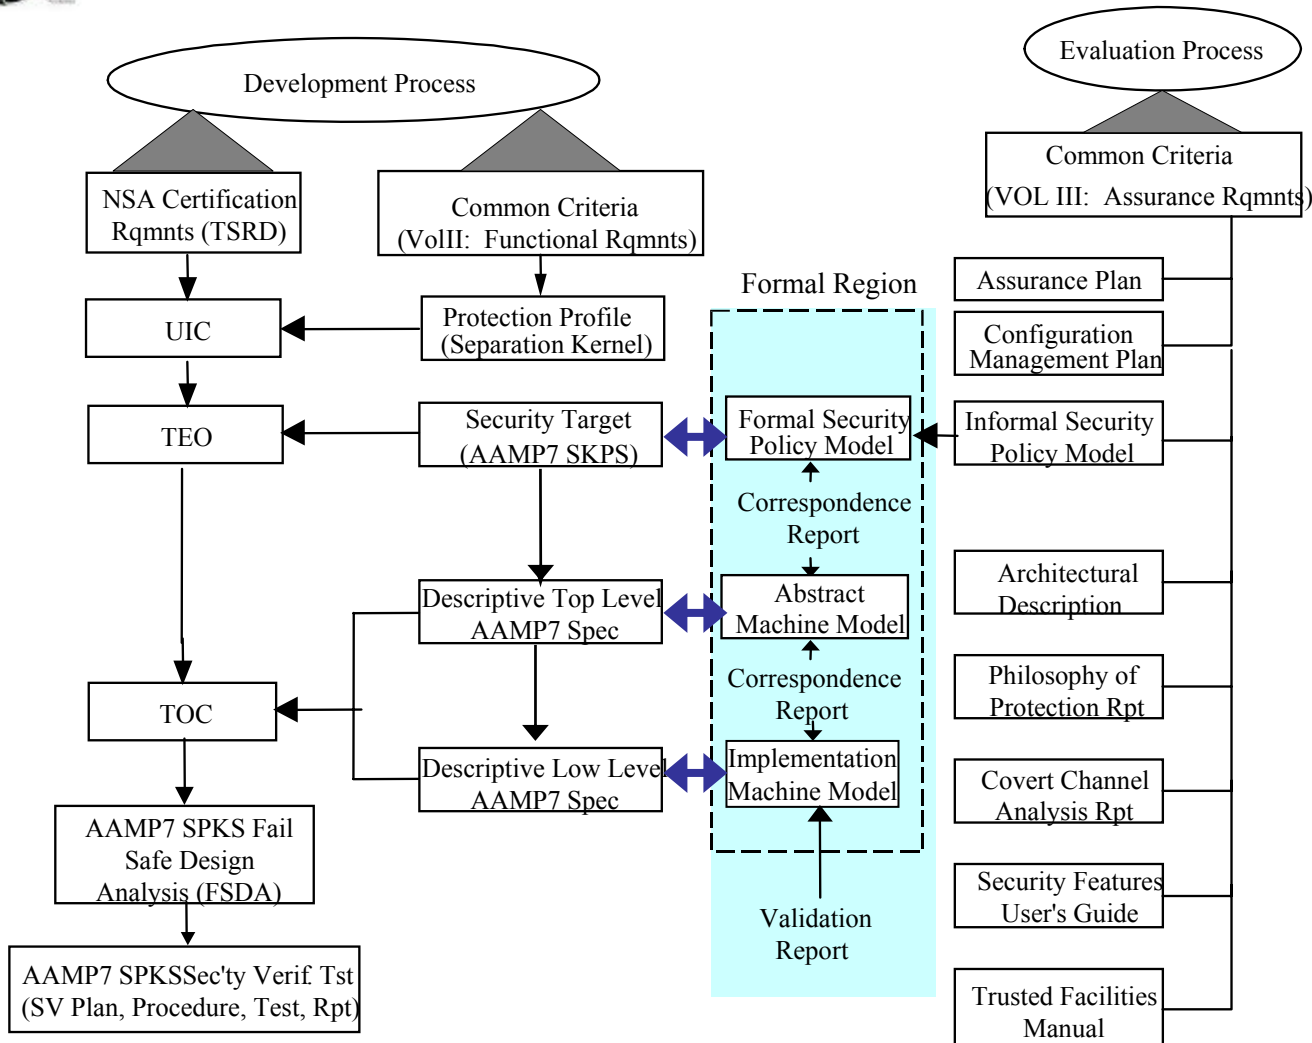 Development Process
Evaluation Process
NSA Certification
Rqmnts (TSRD)
Common Criteria
(VolII: Functional Rqmnts)
Common Criteria
(VOL III: Assurance Rqmnts)
UIC
Protection Profile
(Separation Kernel)
Formal Region
Assurance Plan
Configuration
Management Plan
TEO
Security Target
(AAMP7 SKPS)
Formal Security
Policy Model
Informal Security
Policy Model
Correspondence
Report
Descriptive Top Level
AAMP7 Spec
Abstract
Machine Model
Architectural
Description
TOC
Correspondence
Report
Philosophy of
Protection Rpt
Descriptive Low Level
AAMP7 Spec
Implementation
Machine Model
Covert Channel
Analysis Rpt
AAMP7 SPKS Fail
Safe Design
Analysis (FSDA)
Validation
Report
Security Features
User's Guide
AAMP7 SPKSSec'ty Verif. Tst
(SV Plan, Procedure, Test, Rpt)
Trusted Facilities
Manual